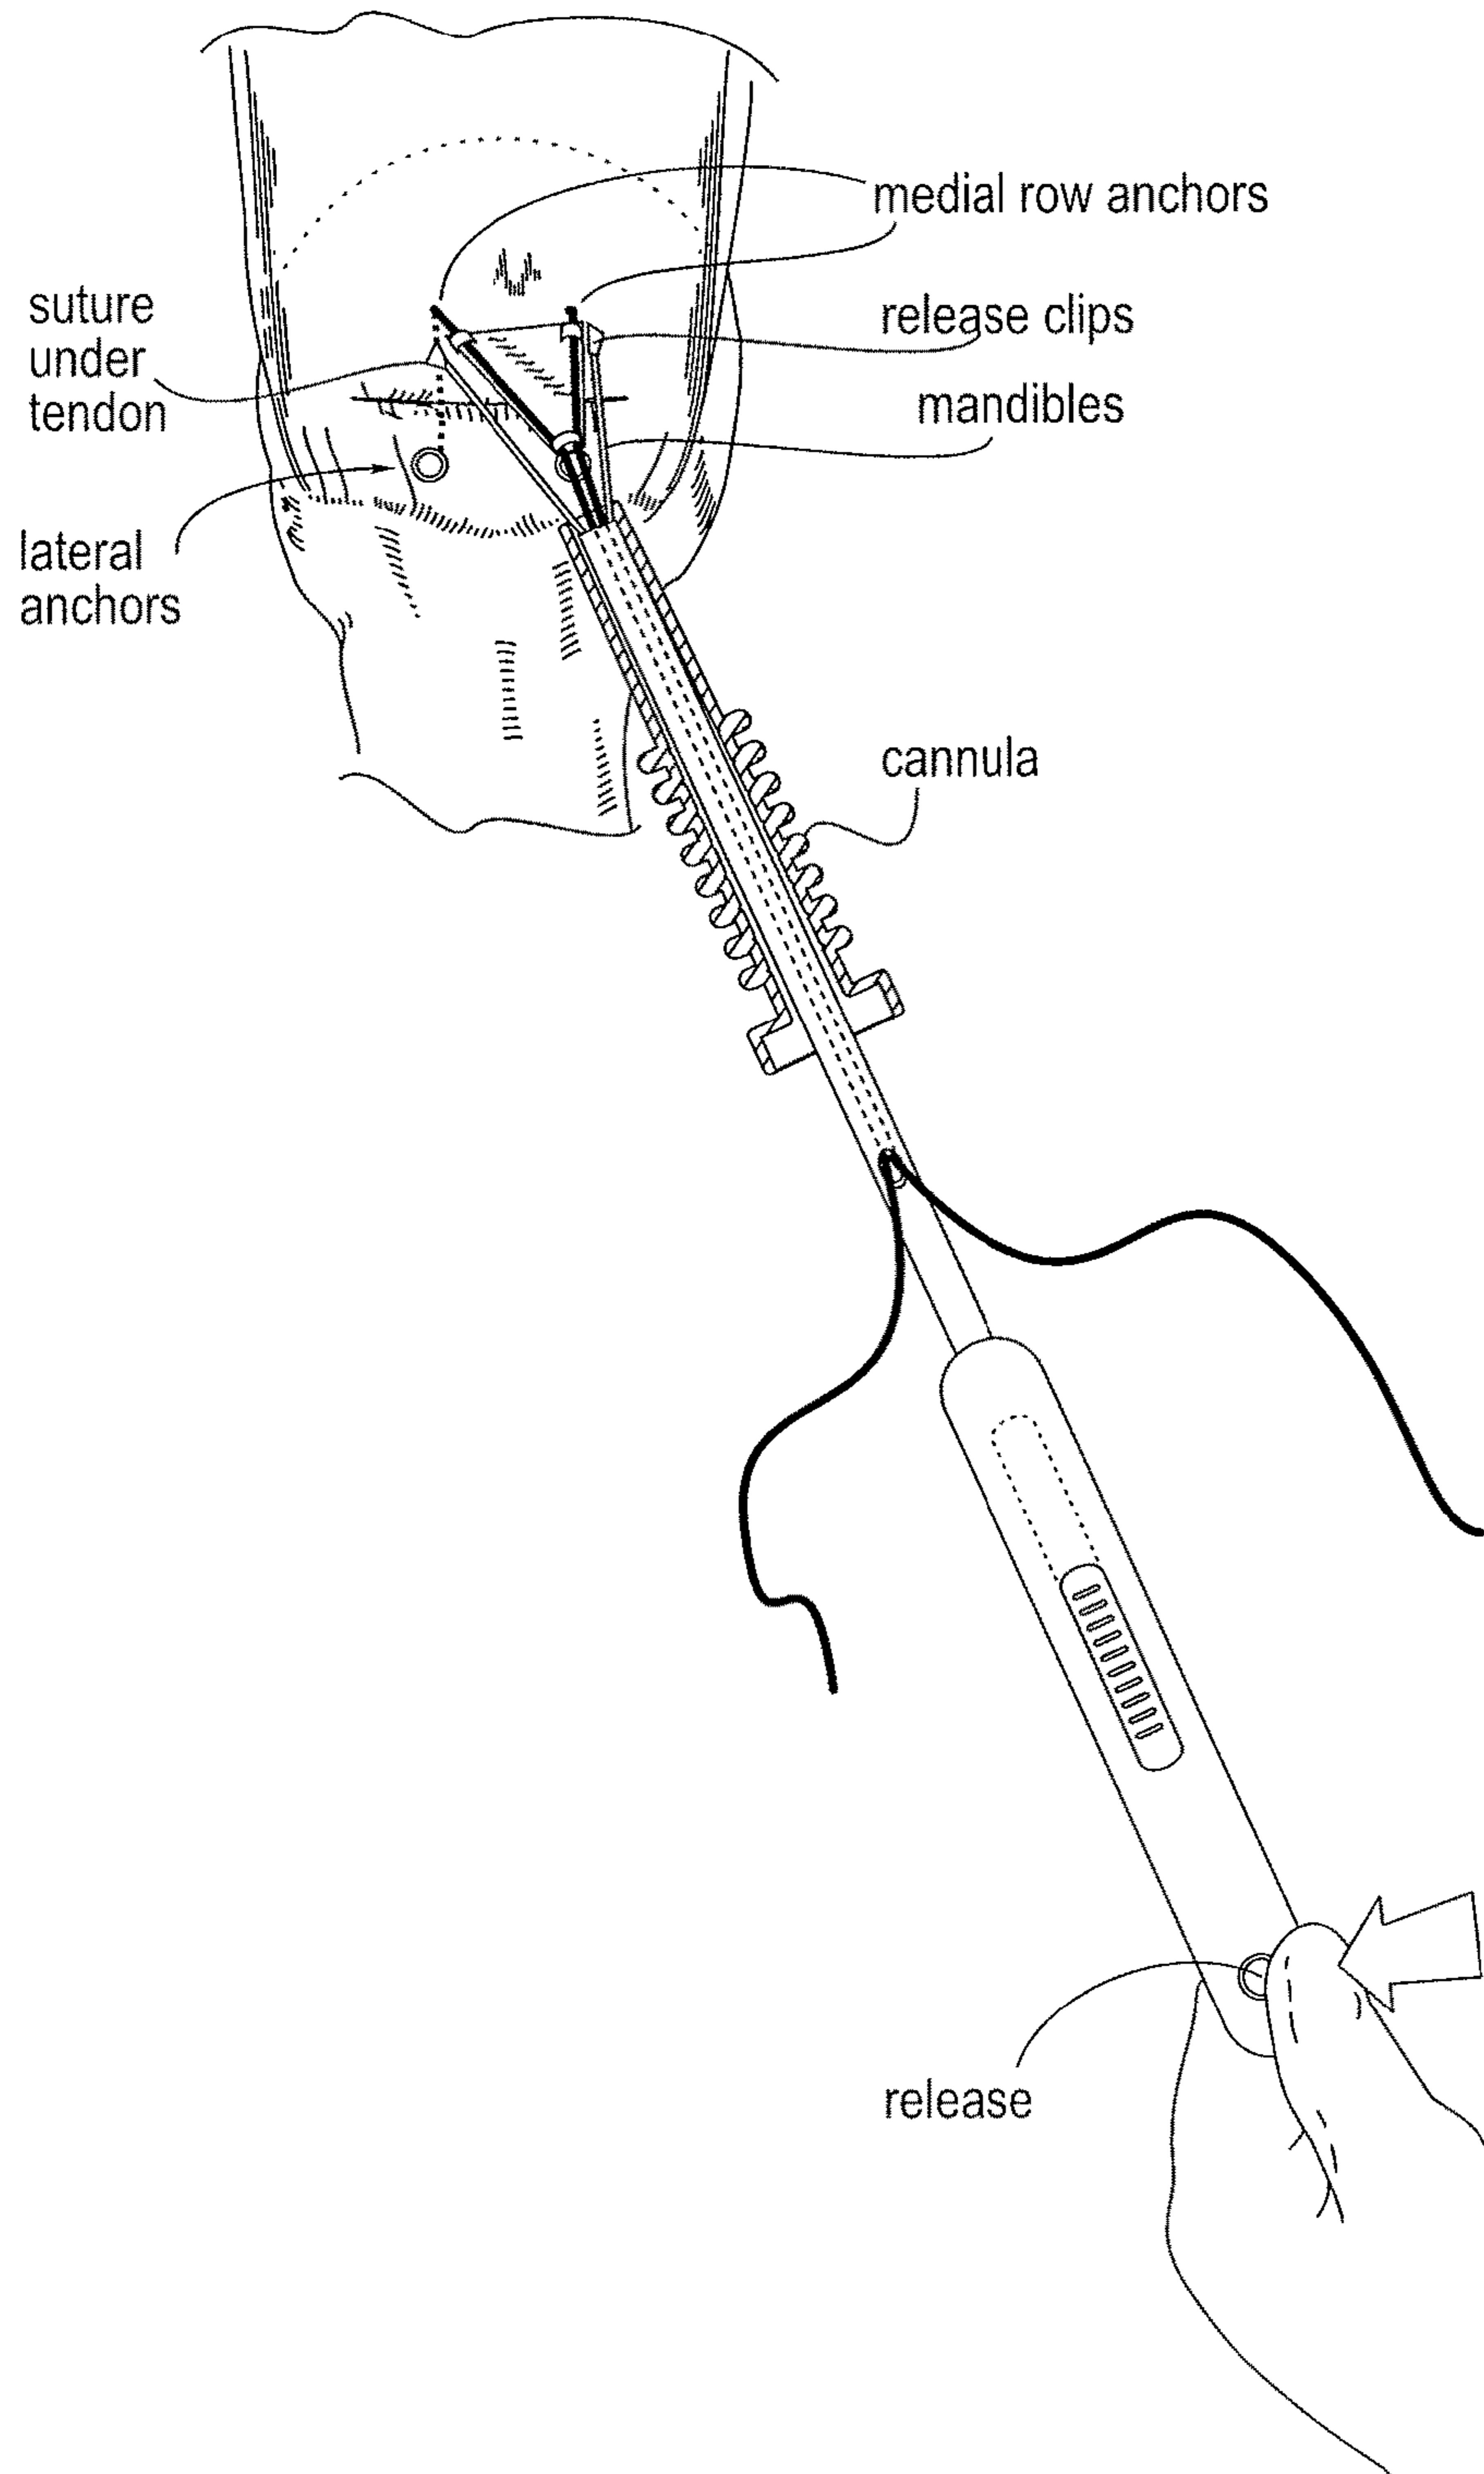 medial row anchors
suture
under
tendon
release clips
mandibles
lateral
anchors
cannula
release